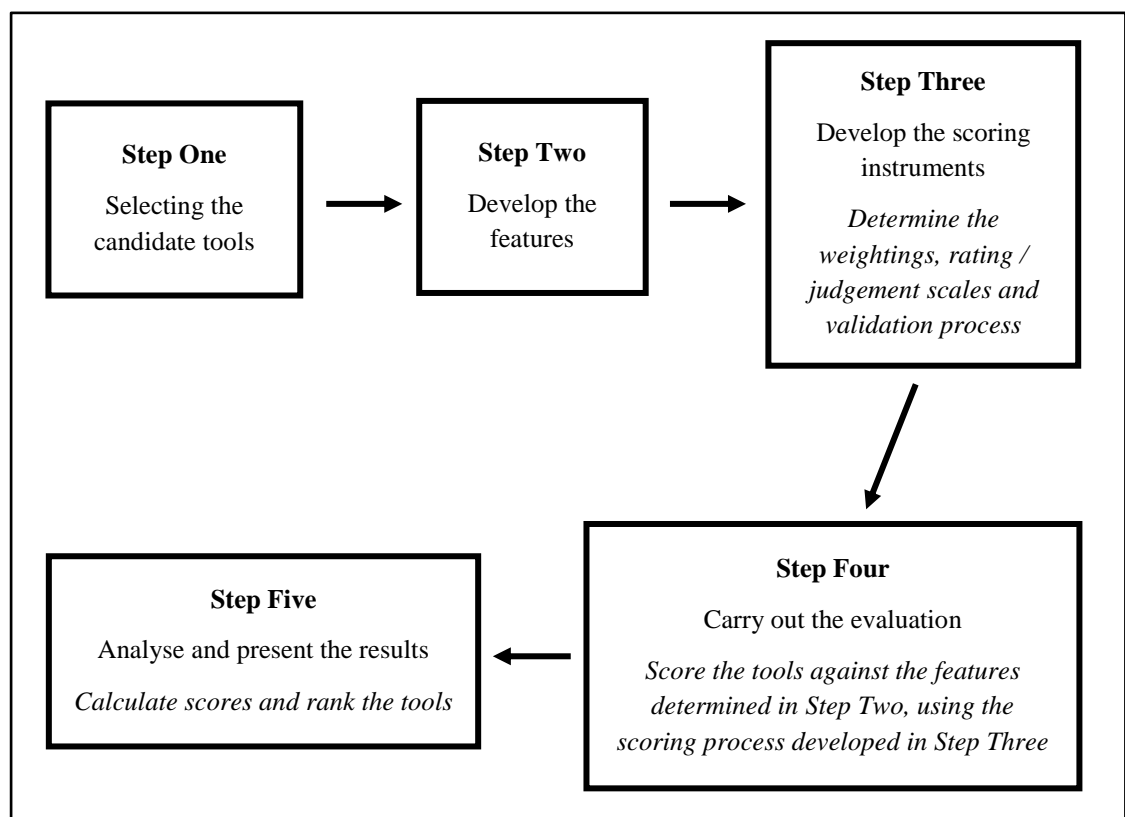 Step One
Selecting the
candidate tools
Step Two
Develop the
features
Step Three
Develop the scoring
instruments
Determine the
weightings, rating /
judgement scales and
validation process
Step Four
Carry out the evaluation
Score the tools against the features
determined in Step Two, using the
scoring process developed in Step Three
Step Five
Analyse and present the results
Calculate scores and rank the tools